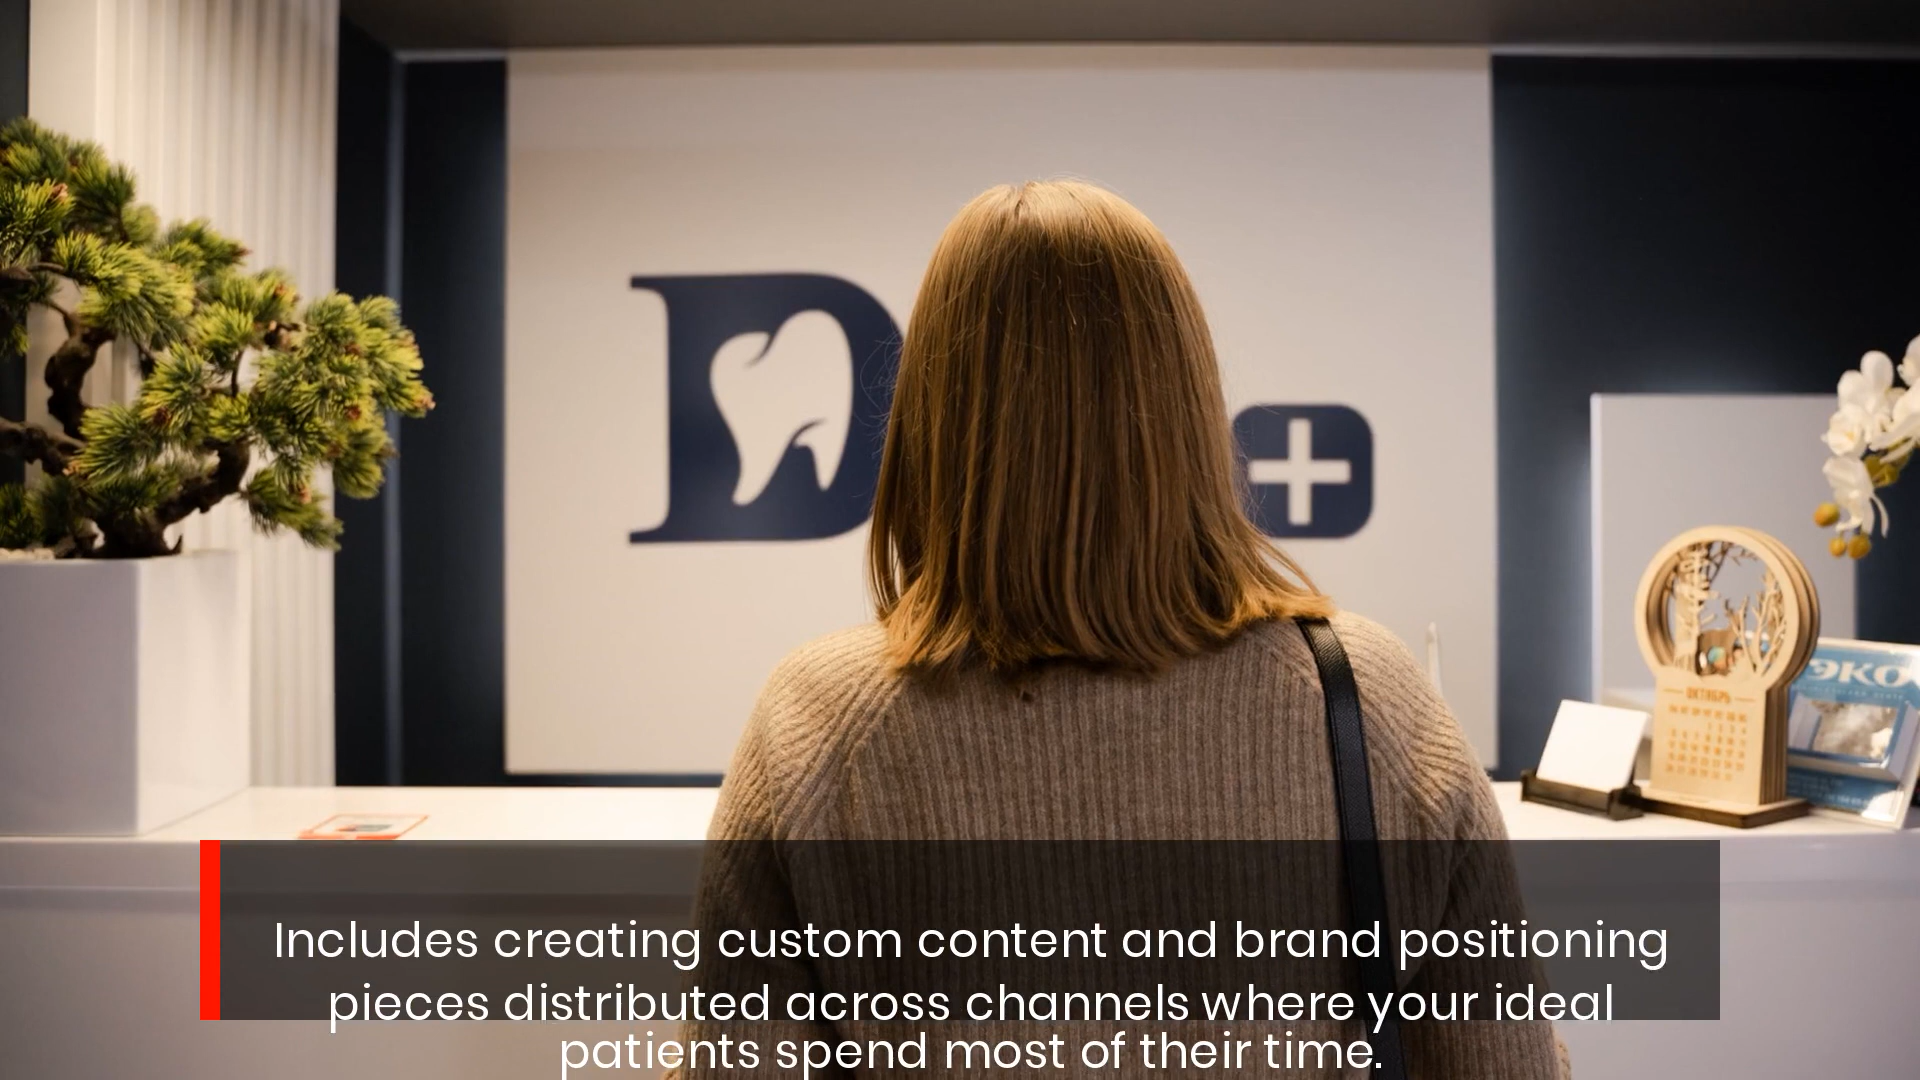 D
+
ЭКО
ОКТЯБРЬ
Includes creating custom content and brand positioning
pieces distributed across channels where your ideal
patients spend most of their time.